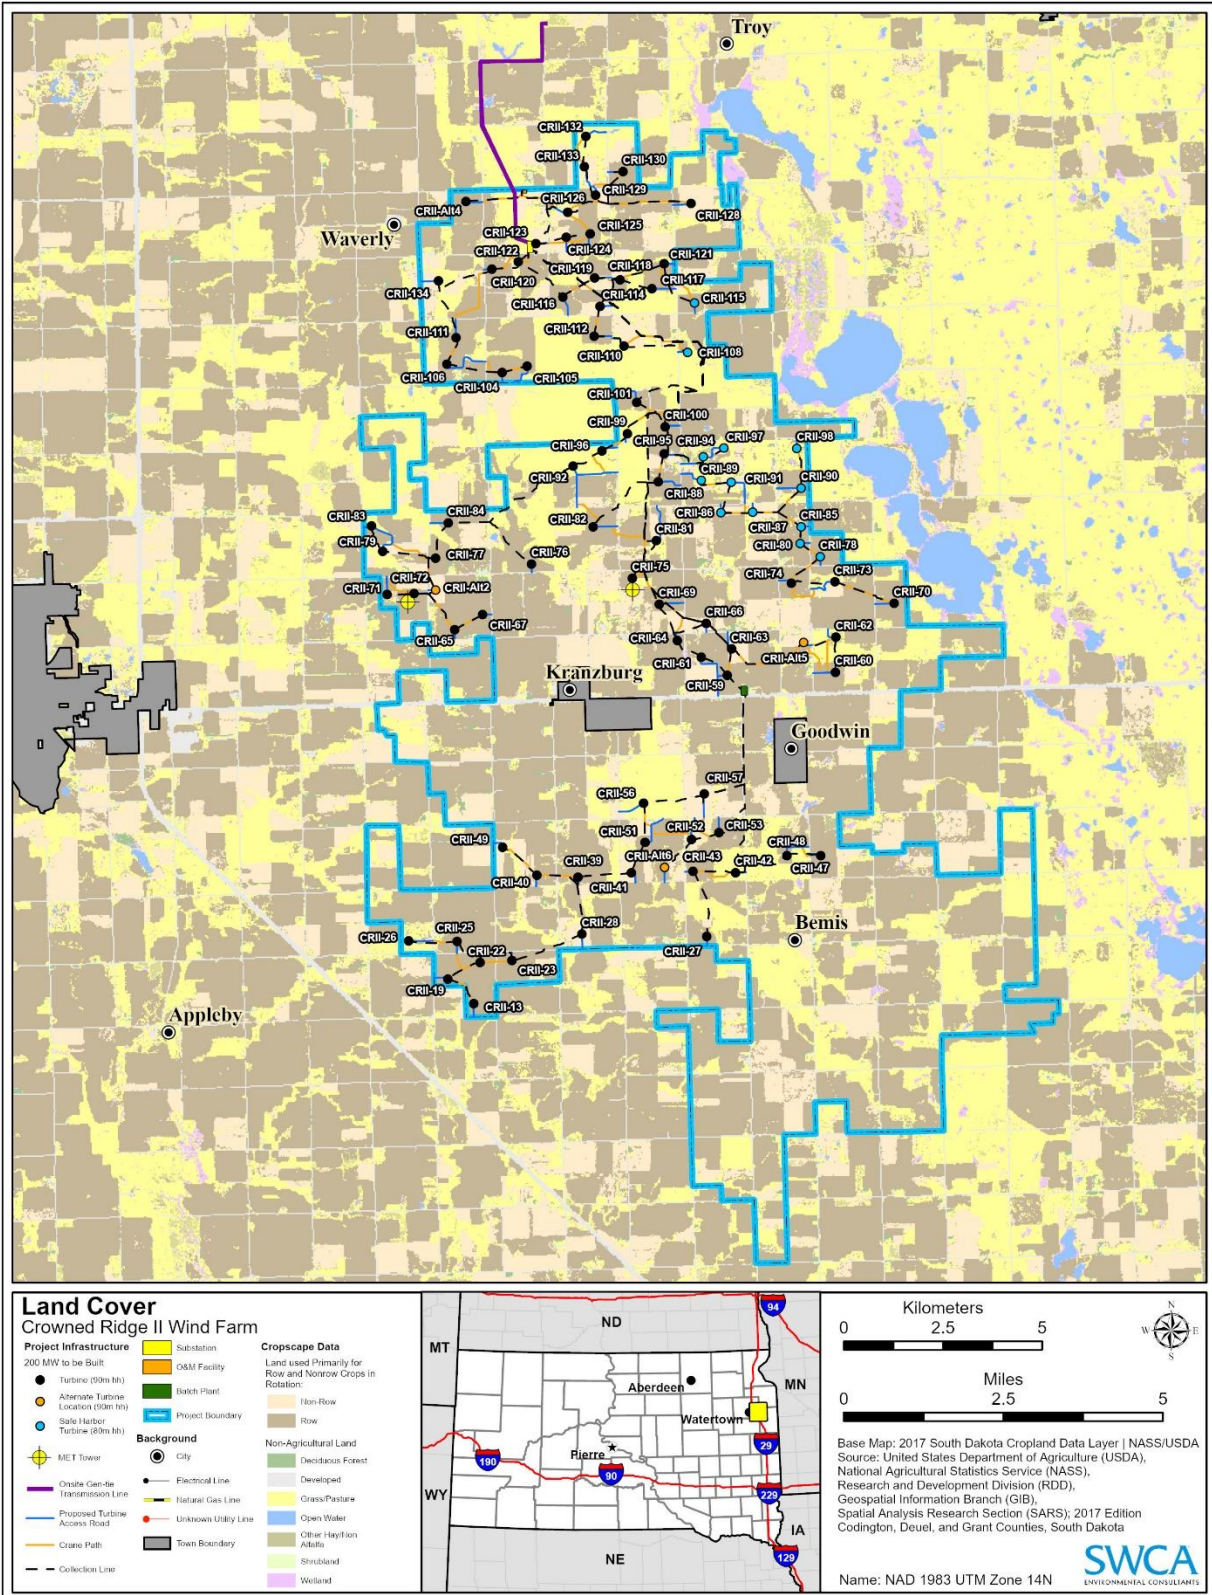 Troy
CRII-132
CRII-133
CRII-130
CRII-129
CRII-126
CRII-Alt4
CRII-128
Waverly
CRII-123
CRII-125
CRII-122
CRII-124
CRII-121
CRII-119
CRII-118
CRII-120
CRII-117
CRII-134
CRII-114
CRII-116
CRII-115
CRII-111
CRII-112
CRII-110
CRII-108
CRII-106
CRII-104
CRII-105
CRII-101
CRII-100
CRII-99
CRII-96
CRII-95
CRII-94
CRII-97
CRII-98
CRII-92
CRII-89
CRII-91
CRII-90
CRII-88
CRII-83
CRII-84
CRII-82
CRII-86
CRII-87
CRII-85
CRII-79
CRII-81
CRII-80
CRII-77
CRII-76
CRII-78
CRII-75
CRII-74
CRII-73
CRII-71
CRII-72
CRII-Alt2
CRII-69
CRII-70
CRII-67
CRII-66
CRII-65
CRII-64
CRII-63
CRII-62
CRII-61
CRII-Alt5
CRII-60
CRII-59
Kranzburg
Goodwin
CRII-57
CRII-56
CRII-51
CRII-52
CRII-53
CRII-49
CRII-39
CRII-Alt6
CRII-43
CRII-42
CRII-48
CRII-47
CRII-40
CRII-41
CRII-28
CRII-25
CRII-26
CRII-22
CRII-23
CRII-27
Bemis
CRII-19
CRII-13
Appleby
Land Cover
Crowned Ridge II Wind Farm
Project Infrastructure
200 MW to be Built
Turbine (90m hh)
Alternate Turbine
Location (90m hh)
Safe Harbor
Turbine (80m hh)
MET Tower
Onsite Gen-tie
Transmission Line
Proposed Turbine
Access Road
Crane Path
Collection Line
Substation
O&M Facility
Batch Plant
Project Boundary
Background
City
Electrical Line
Natural Gas Line
Unknown Utility Line
Town Boundary
Cropscape Data
Land used Primarily for
Row and Nonrow Crops in
Rotation:
Non-Row
Row
Non-Agricultural Land
Deciduous Forest
Developed
Grass/Pasture
Open Water
Other Hay/Non
Alfalfa
Shrubland
Wetland
MT
ND
94
MN
Aberdeen
Watertown
29
Pierre
190
90
WY
229
IA
NE
129
Kilometers
0 2.5 5
Miles
0 2.5 5
N
W E
S
Base Map: 2017 South Dakota Cropland Data Layer | NASS/USDA
Source: United States Department of Agriculture (USDA),
National Agricultural Statistics Service (NASS),
Research and Development Division (RDD),
Geospatial Information Branch (GIB),
Spatial Analysis Research Section (SARS); 2017 Edition
Codington, Deuel, and Grant Counties, South Dakota
SWCA
ENVIRONMENTAL CONSULTANTS
Name: NAD 1983 UTM Zone 14N